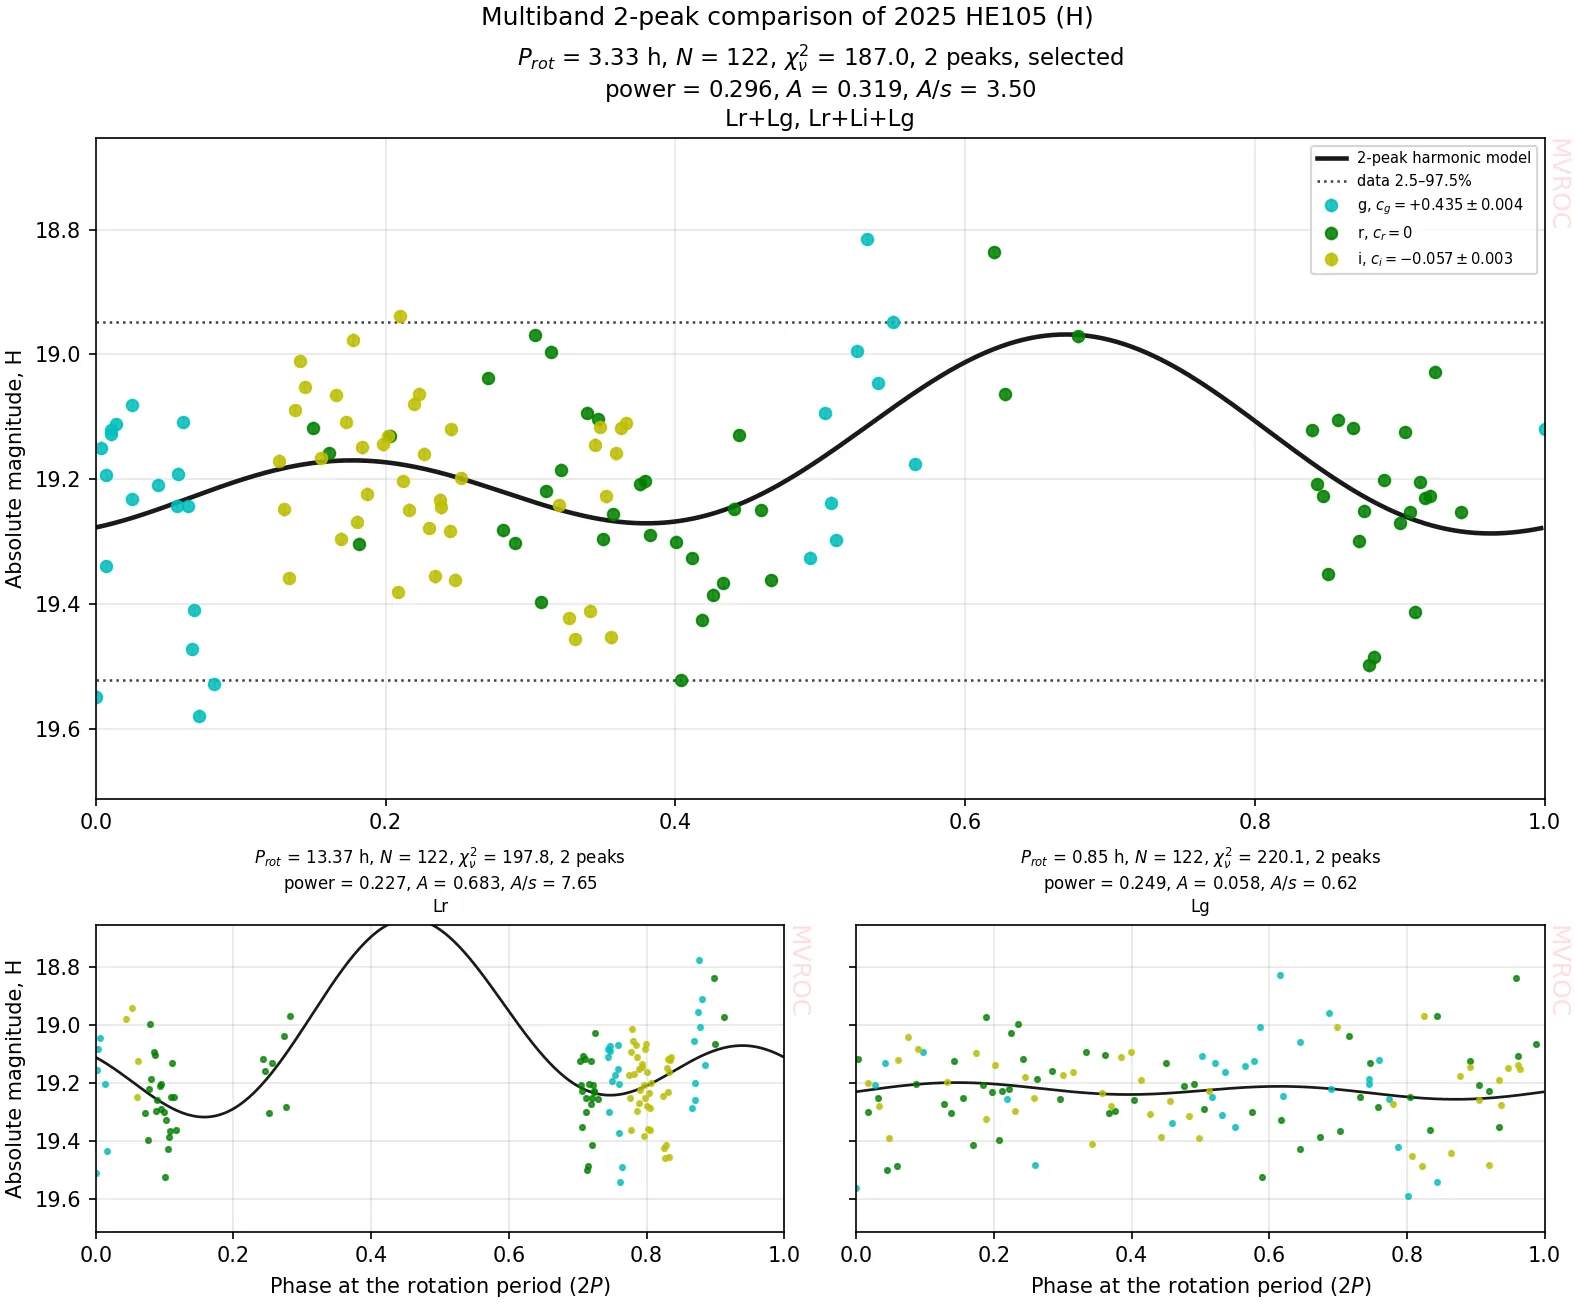 Multiband 2-peak comparison of 2025 HE105 (H)
P_rot = 3.33 h, N = 122, χ²_ν = 187.0, 2 peaks, selected
power = 0.296, A = 0.319, A/s = 3.50
Lr+Lg, Lr+Li+Lg
2-peak harmonic model
data 2.5–97.5%
g, c_g = +0.435 ± 0.004
r, c_r = 0
i, c_i = −0.057 ± 0.003
MVROC
Absolute magnitude, H
18.8
19.0
19.2
19.4
19.6
0.0 0.2 0.4 0.6 0.8 1.0
P_rot = 13.37 h, N = 122, χ²_ν = 197.8, 2 peaks
power = 0.227, A = 0.683, A/s = 7.65
Lr
MVROC
Absolute magnitude, H
18.8
19.0
19.2
19.4
19.6
0.0 0.2 0.4 0.6 0.8 1.0
Phase at the rotation period (2P)
P_rot = 0.85 h, N = 122, χ²_ν = 220.1, 2 peaks
power = 0.249, A = 0.058, A/s = 0.62
Lg
MVROC
0.0 0.2 0.4 0.6 0.8 1.0
Phase at the rotation period (2P)